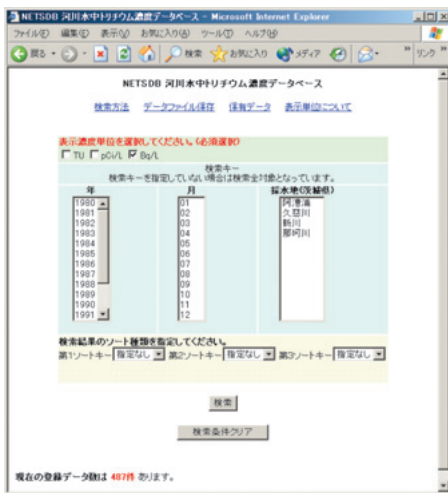 NETSDB 河川水中トリチウム濃度データベース - Microsoft Internet Explorer
ファイル(F) 編集(E) 表示(V) お気に入り(A) ツール(T) ヘルプ(H)
戻る 検索 お気に入り メディア リンク
NETSDB 河川水中トリチウム濃度データベース
検索方法 データファイル保存 保有データ 表示単位について
表示濃度単位を選択してください。(必須選択)
TU pCi/L Bq/L
検索キー
検索キーを指定していない場合は検索全対象となっています。
年 月 採水地(茨城県)
1980 01 阿漕浦
1981 02 久慈川
1982 03 新川
1983 04 那珂川
1984 05
1985 06
1986 07
1987 08
1988 09
1989 10
1990 11
1991 12
検索結果のソート種類を指定してください。
第1ソートキー 指定なし 第2ソートキー 指定なし 第3ソートキー 指定なし
検索
検索条件クリア
現在の登録データ数は 487件 あります。